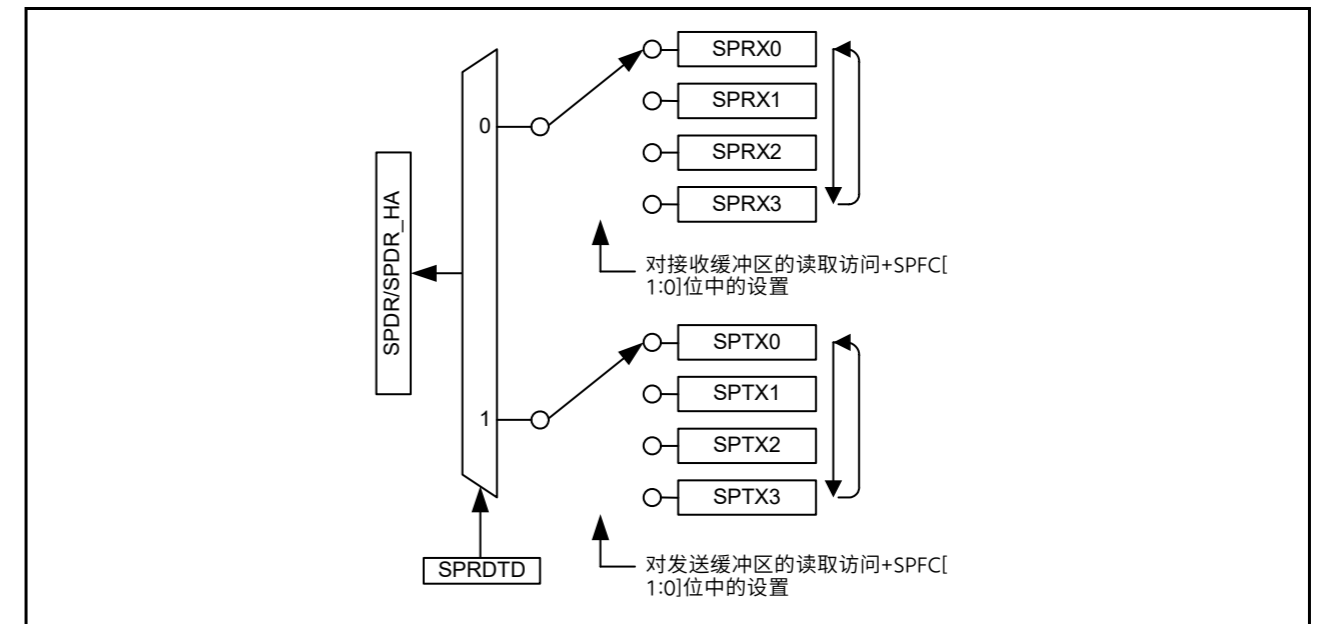 SPRX0
SPRX1
0
SPRX2
SPRX3
SPDR/SPDR_HA
对接收缓冲区的读取访问+SPFC[
1:0]位中的设置
SPTX0
SPTX1
1
SPTX2
SPTX3
SPRDTD
对发送缓冲区的读取访问+SPFC[
1:0]位中的设置